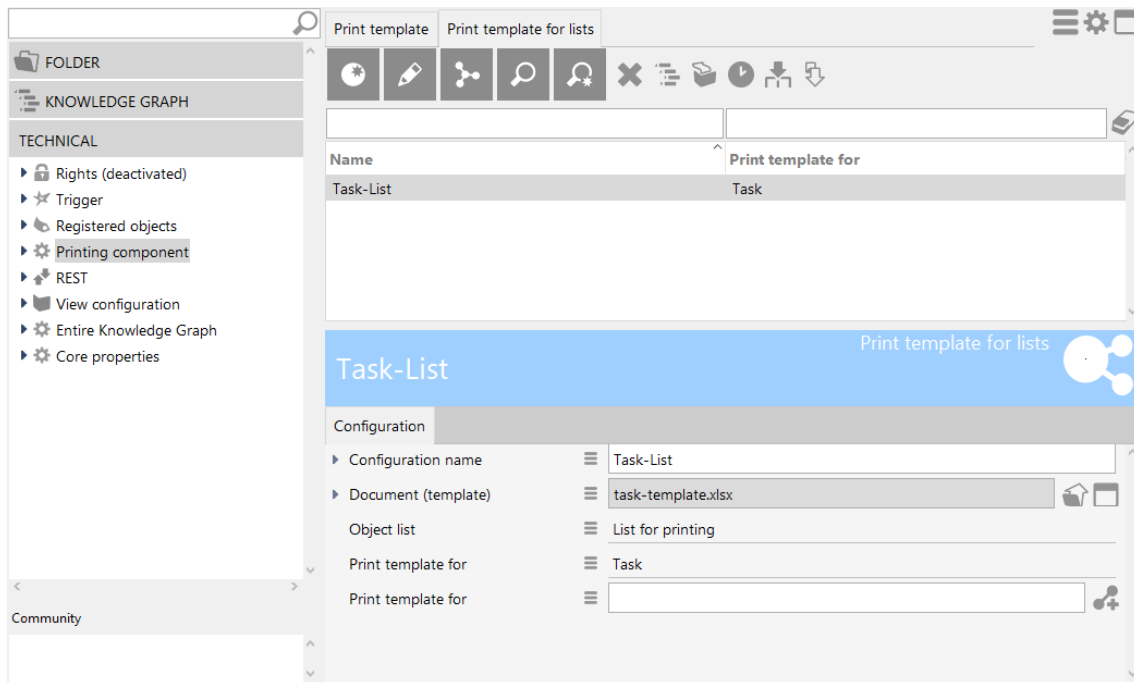 FOLDER
KNOWLEDGE GRAPH
TECHNICAL
Rights (deactivated)
Trigger
Registered objects
Printing component
REST
View configuration
Entire Knowledge Graph
Core properties
Community
Print template Print template for lists
Name Print template for
Task-List Task
Print template for lists
Task-List
Configuration
Configuration name Task-List
Document (template) task-template.xlsx
Object list List for printing
Print template for Task
Print template for